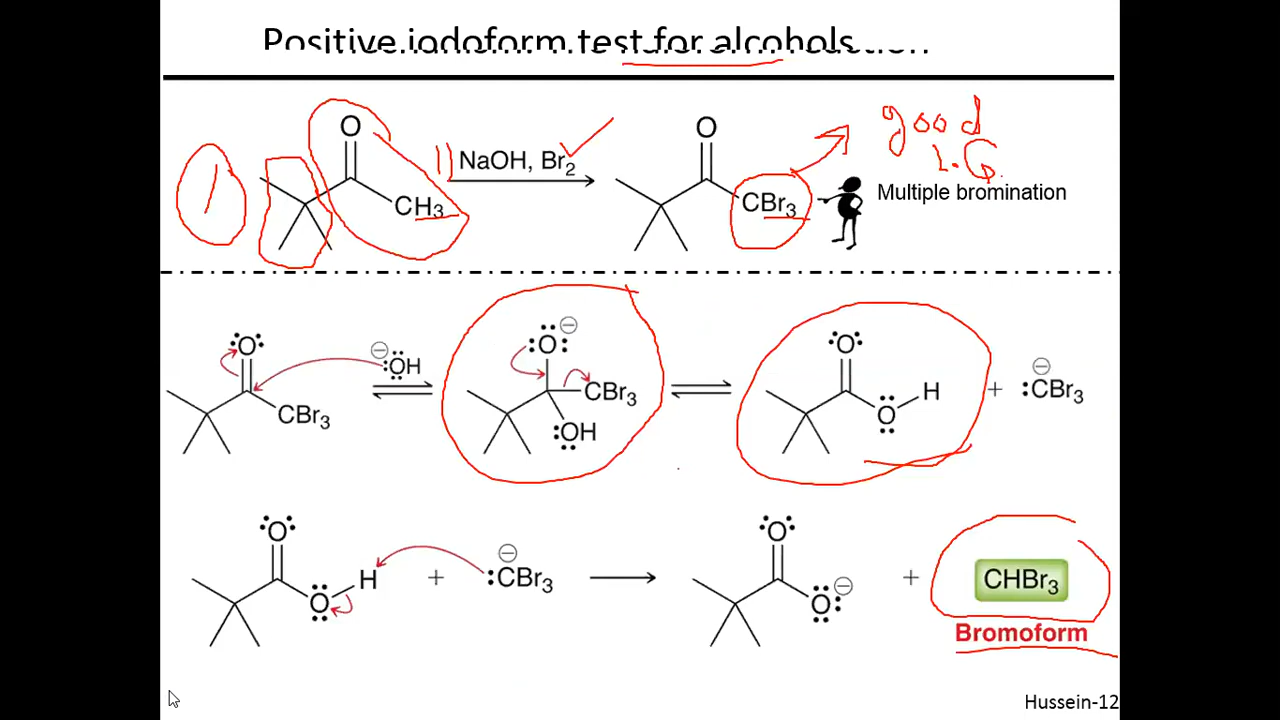 Positive iodoform test for alcohols
O
CH3
1) NaOH, Br2
O
CBr3
good
L.G.
Multiple bromination
1
O
CBr3
⊖
OH
O ⊖
CBr3
OH
O
O H
+
⊖
:CBr3
O
O H
+
⊖
:CBr3
O
O ⊖
+
CHBr3
Bromoform
Hussein-12